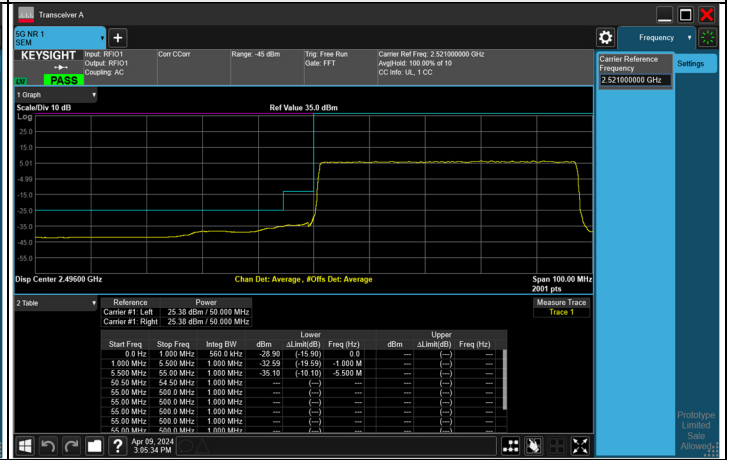 Transceiver A
5G NR 1
SEM
Frequency
KEYSIGHT
Input: RFIO1
Output: RFIO1
Coupling: AC
Corr CCorr
Range: -45 dBm
Trig: Free Run
Gate: FFT
Carrier Ref Freq: 2.521000000 GHz
Avg|Hold: 100.00% of 10
CC Info: UL, 1 CC
LVI
PASS
Carrier Reference
Frequency
2.521000000 GHz
Settings
1 Graph
Scale/Div 10 dB
Ref Value 35.0 dBm
Log
25.0
15.0
5.01
-4.99
-15.0
-25.0
-35.0
-45.0
-55.0
Disp Center 2.49600 GHz
Chan Det: Average , #Offs Det: Average
Span 100.00 MHz
2001 pts
2 Table
Reference Power
Carrier #1: Left 25.38 dBm / 50.000 MHz
Carrier #1: Right 25.38 dBm / 50.000 MHz
Measure Trace
Trace 1
Lower Upper
Start Freq Stop Freq Integ BW dBm ΔLimit(dB) Freq (Hz) dBm ΔLimit(dB) Freq (Hz)
0.0 Hz 1.000 MHz 560.0 kHz -28.90 (-15.90) 0.0 --- (---) ---
1.000 MHz 5.500 MHz 1.000 MHz -32.59 (-19.59) -1.000 M --- (---) ---
5.500 MHz 55.00 MHz 1.000 MHz -35.10 (-10.10) -5.500 M --- (---) ---
50.50 MHz 54.50 MHz 1.000 MHz --- (---) --- --- (---) ---
55.00 MHz 500.0 MHz 1.000 MHz --- (---) --- --- (---) ---
55.00 MHz 500.0 MHz 1.000 MHz --- (---) --- --- (---) ---
55.00 MHz 500.0 MHz 1.000 MHz --- (---) --- --- (---) ---
55.00 MHz 500.0 MHz 1.000 MHz --- (---) --- --- (---) ---
Apr 09, 2024
3:05:34 PM
Prototype
Limited
Sale
Allowed